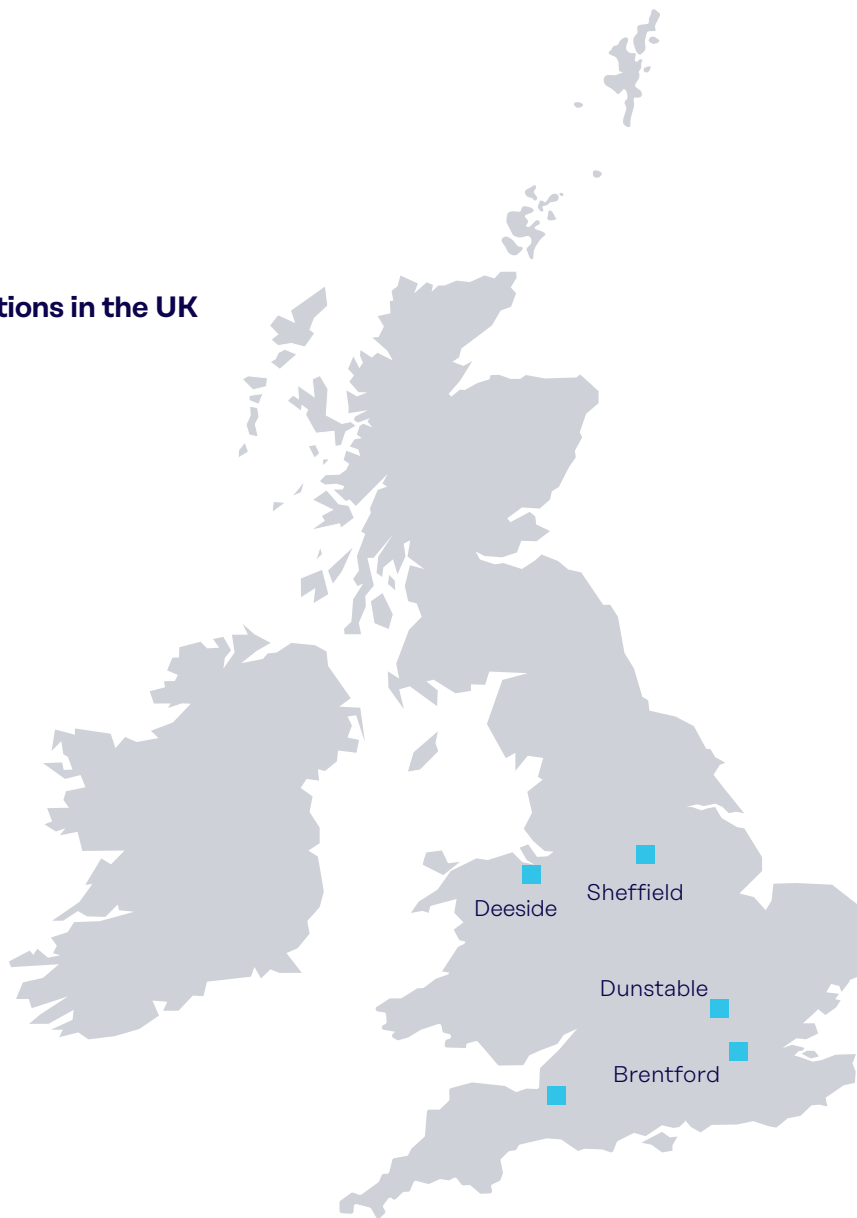 tions in the UK
Sheffield
Deeside
Dunstable
Brentford